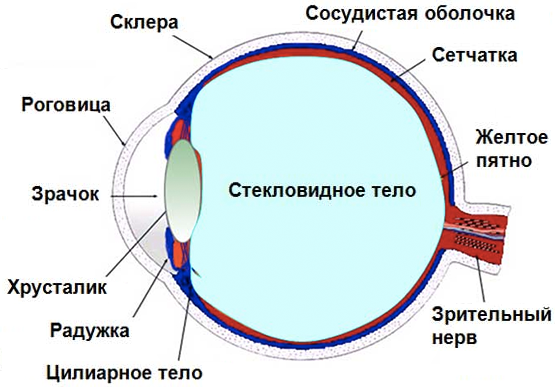 Склера
Сосудистая оболочка
Сетчатка
Роговица
Желтое
пятно
Зрачок
Стекловидное тело
Хрусталик
Радужка
Зрительный
нерв
Цилиарное тело